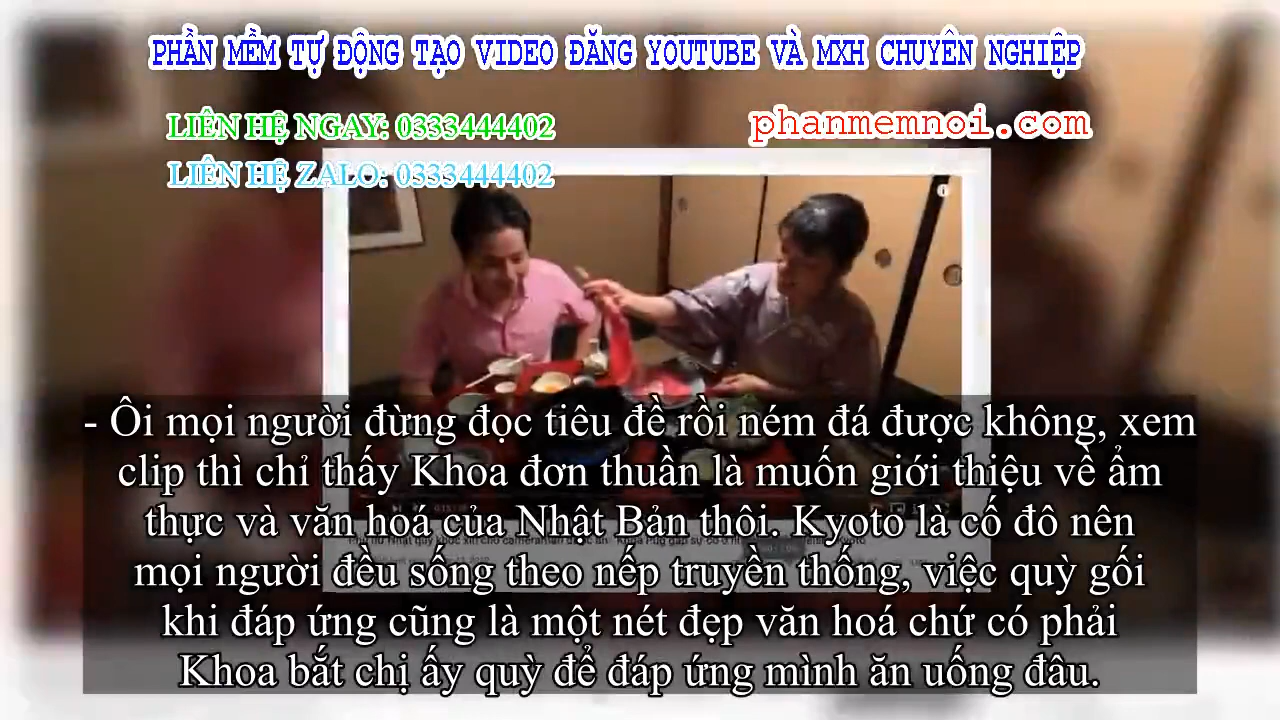 PHẦN MỀM TỰ ĐỘNG TẠO VIDEO ĐĂNG YOUTUBE VÀ MXH CHUYÊN NGHIỆP
LIÊN HỆ NGAY: 0333444402
phanmemnoi.com
LIÊN HỆ ZALO: 0333444402
- Ôi mọi người đừng đọc tiêu đề rồi ném đá được không, xem
clip thì chỉ thấy Khoa đơn thuần là muốn giới thiệu về ẩm
thực và văn hoá của Nhật Bản thôi. Kyoto là cố đô nên
mọi người đều sống theo nếp truyền thống, việc quỳ gối
khi đáp ứng cũng là một nét đẹp văn hoá chứ có phải
Khoa bắt chị ấy quỳ để đáp ứng mình ăn uống đâu.